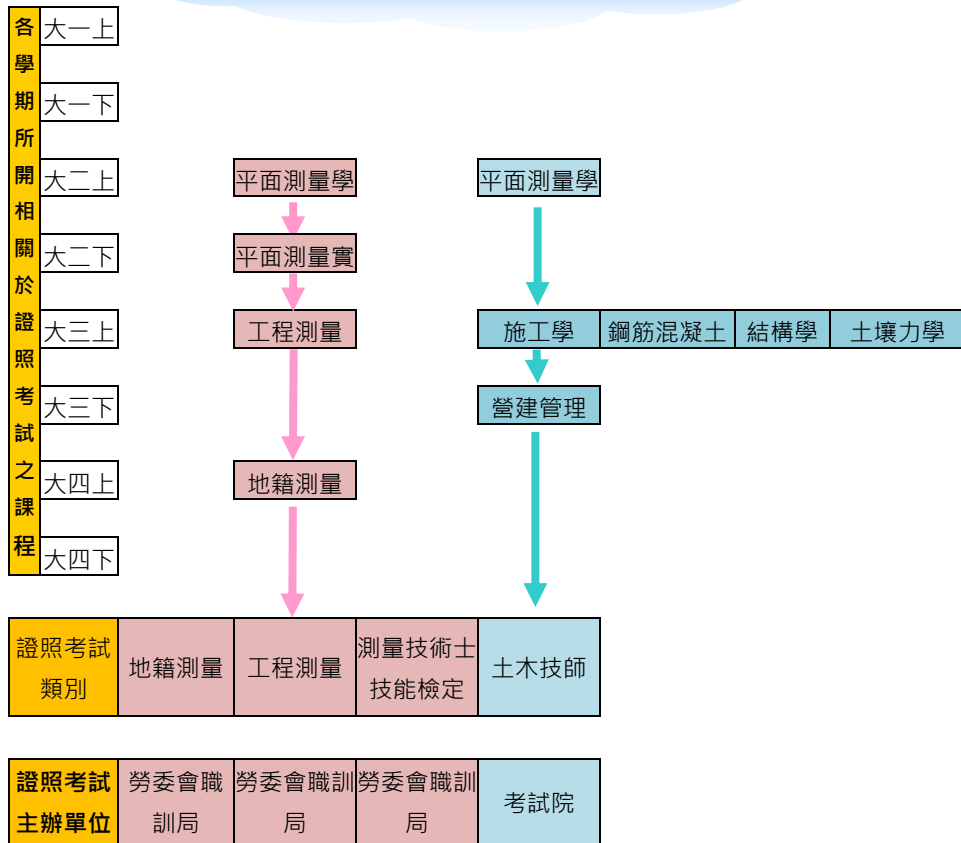 各學期所開相關於證照考試之課程
大一上
大一下
大二上
平面測量學
平面測量學
大二下
平面測量實
大三上
工程測量
施工學
鋼筋混凝土
結構學
土壤力學
大三下
營建管理
大四上
地籍測量
大四下
證照考試
類別
地籍測量
工程測量
測量技術士
技能檢定
土木技師
證照考試
主辦單位
勞委會職
訓局
勞委會職訓
局
勞委會職訓
局
考試院